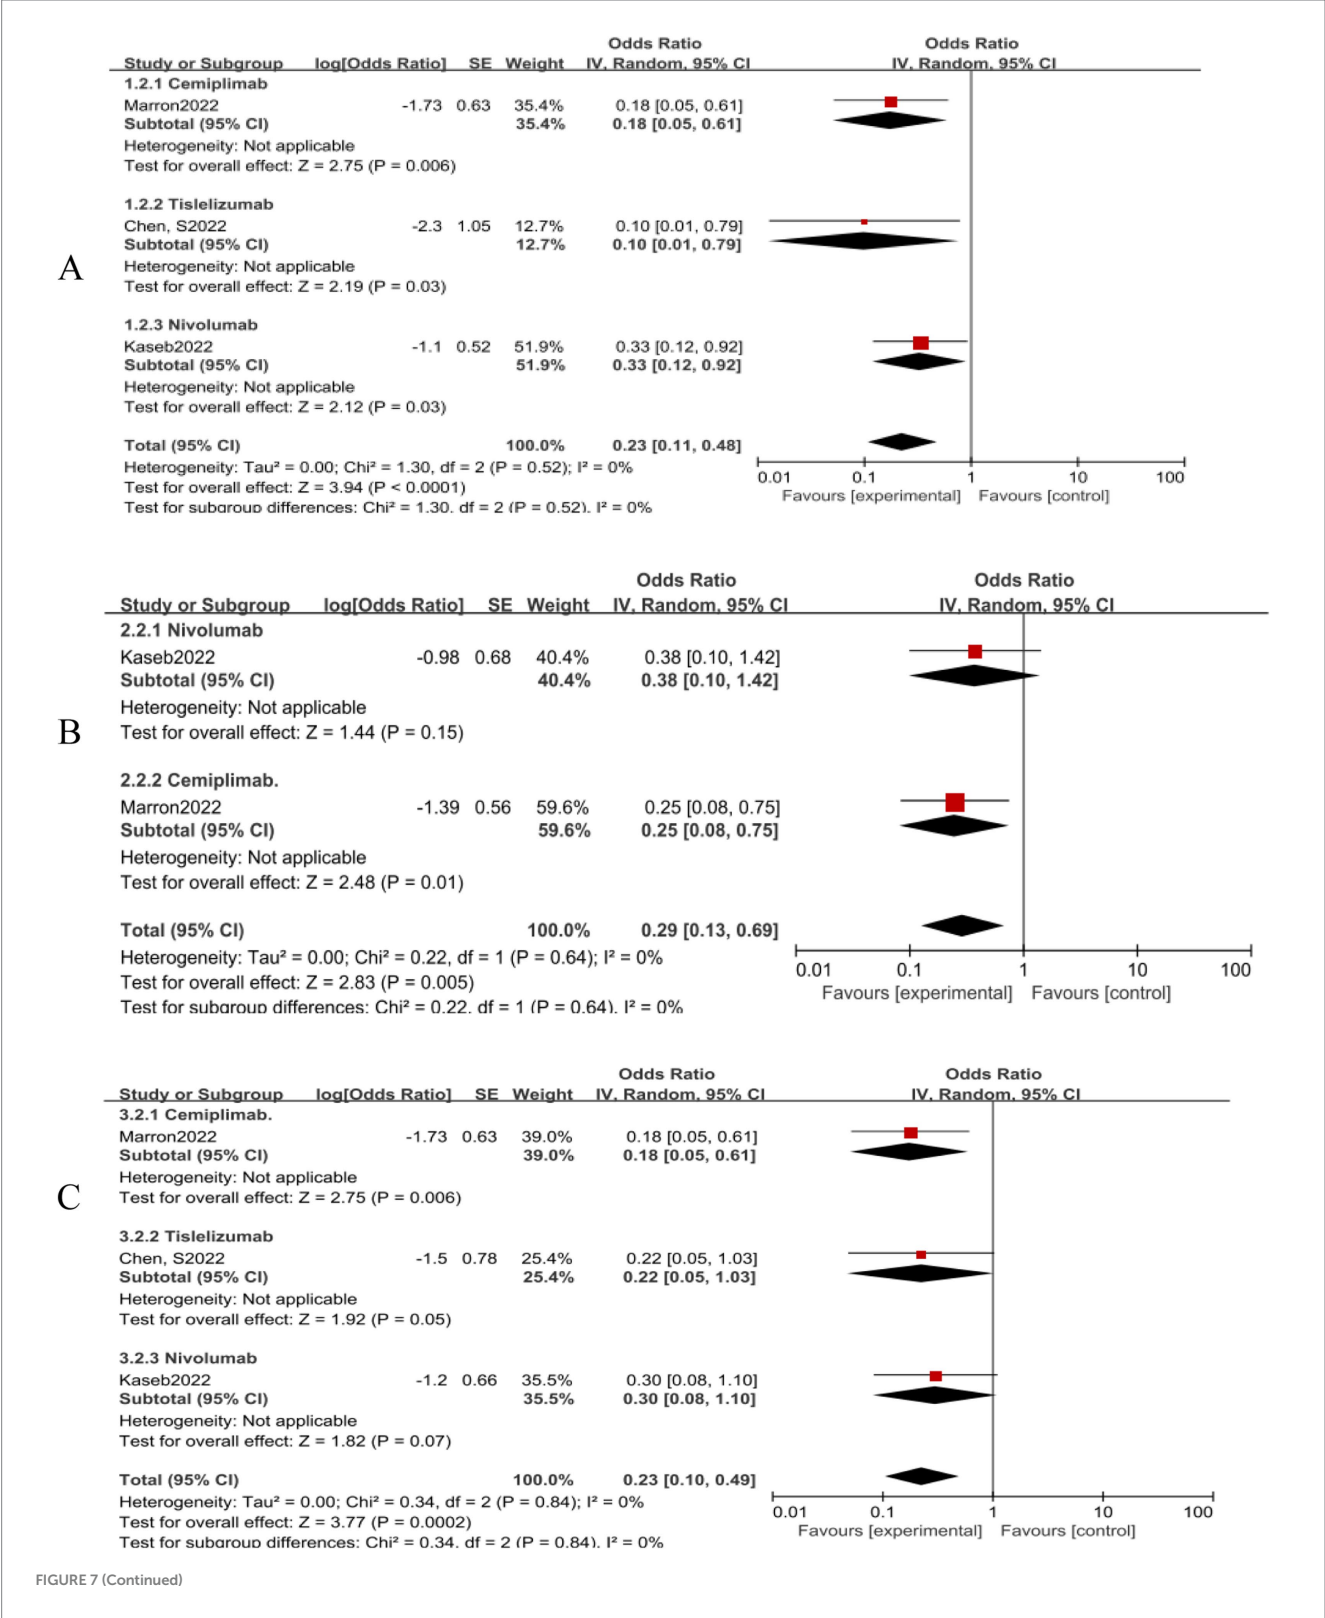 A
Odds Ratio Odds Ratio
Study or Subgroup log[Odds Ratio] SE Weight IV, Random, 95% CI IV, Random, 95% CI
1.2.1 Cemiplimab
Marron2022 -1.73 0.63 35.4% 0.18 [0.05, 0.61]
Subtotal (95% CI) 35.4% 0.18 [0.05, 0.61]
Heterogeneity: Not applicable
Test for overall effect: Z = 2.75 (P = 0.006)
1.2.2 Tislelizumab
Chen, S2022 -2.3 1.05 12.7% 0.10 [0.01, 0.79]
Subtotal (95% CI) 12.7% 0.10 [0.01, 0.79]
Heterogeneity: Not applicable
Test for overall effect: Z = 2.19 (P = 0.03)
1.2.3 Nivolumab
Kaseb2022 -1.1 0.52 51.9% 0.33 [0.12, 0.92]
Subtotal (95% CI) 51.9% 0.33 [0.12, 0.92]
Heterogeneity: Not applicable
Test for overall effect: Z = 2.12 (P = 0.03)
Total (95% CI) 100.0% 0.23 [0.11, 0.48]
Heterogeneity: Tau² = 0.00; Chi² = 1.30, df = 2 (P = 0.52); I² = 0%
Test for overall effect: Z = 3.94 (P < 0.0001)
Test for subgroup differences: Chi² = 1.30. df = 2 (P = 0.52). I² = 0%
0.01 0.1 1 10 100
Favours [experimental] Favours [control]
B
Odds Ratio Odds Ratio
Study or Subgroup log[Odds Ratio] SE Weight IV, Random, 95% CI IV, Random, 95% CI
2.2.1 Nivolumab
Kaseb2022 -0.98 0.68 40.4% 0.38 [0.10, 1.42]
Subtotal (95% CI) 40.4% 0.38 [0.10, 1.42]
Heterogeneity: Not applicable
Test for overall effect: Z = 1.44 (P = 0.15)
2.2.2 Cemiplimab.
Marron2022 -1.39 0.56 59.6% 0.25 [0.08, 0.75]
Subtotal (95% CI) 59.6% 0.25 [0.08, 0.75]
Heterogeneity: Not applicable
Test for overall effect: Z = 2.48 (P = 0.01)
Total (95% CI) 100.0% 0.29 [0.13, 0.69]
Heterogeneity: Tau² = 0.00; Chi² = 0.22, df = 1 (P = 0.64); I² = 0%
Test for overall effect: Z = 2.83 (P = 0.005)
Test for subgroup differences: Chi² = 0.22. df = 1 (P = 0.64). I² = 0%
0.01 0.1 1 10 100
Favours [experimental] Favours [control]
C
Odds Ratio Odds Ratio
Study or Subgroup log[Odds Ratio] SE Weight IV, Random, 95% CI IV, Random, 95% CI
3.2.1 Cemiplimab.
Marron2022 -1.73 0.63 39.0% 0.18 [0.05, 0.61]
Subtotal (95% CI) 39.0% 0.18 [0.05, 0.61]
Heterogeneity: Not applicable
Test for overall effect: Z = 2.75 (P = 0.006)
3.2.2 Tislelizumab
Chen, S2022 -1.5 0.78 25.4% 0.22 [0.05, 1.03]
Subtotal (95% CI) 25.4% 0.22 [0.05, 1.03]
Heterogeneity: Not applicable
Test for overall effect: Z = 1.92 (P = 0.05)
3.2.3 Nivolumab
Kaseb2022 -1.2 0.66 35.5% 0.30 [0.08, 1.10]
Subtotal (95% CI) 35.5% 0.30 [0.08, 1.10]
Heterogeneity: Not applicable
Test for overall effect: Z = 1.82 (P = 0.07)
Total (95% CI) 100.0% 0.23 [0.10, 0.49]
Heterogeneity: Tau² = 0.00; Chi² = 0.34, df = 2 (P = 0.84); I² = 0%
Test for overall effect: Z = 3.77 (P = 0.0002)
Test for subgroup differences: Chi² = 0.34. df = 2 (P = 0.84). I² = 0%
0.01 0.1 1 10 100
Favours [experimental] Favours [control]
FIGURE 7 (Continued)